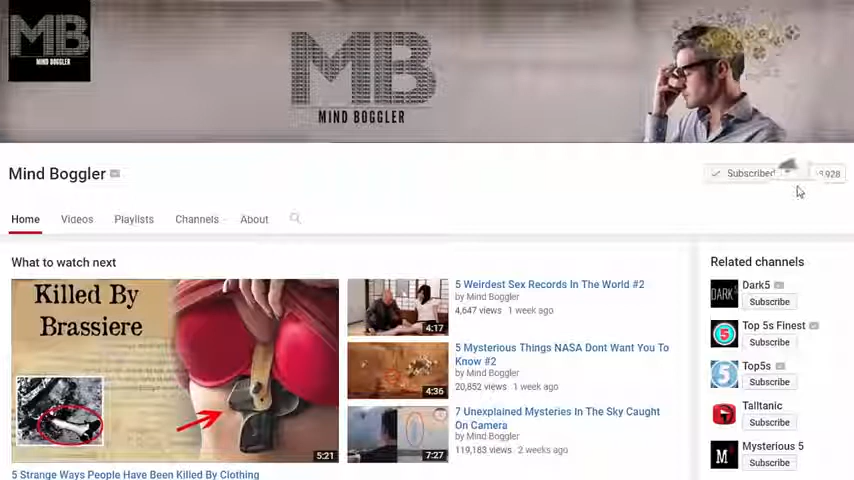 MB
MIND BOGGLER
MB
MIND BOGGLER
Mind Boggler
Subscribed
928
Home
Videos
Playlists
Channels
About
What to watch next
Killed By
Brassiere
5:21
5 Strange Ways People Have Been Killed By Clothing
4:17
5 Weirdest Sex Records In The World #2
by Mind Boggler
4,647 views 1 week ago
4:36
5 Mysterious Things NASA Dont Want You To
Know #2
20,852 views 1 week ago
7:27
7 Unexplained Mysteries In The Sky Caught
On Camera
by Mind Boggler
119,183 views 2 weeks ago
Related channels
DARK5
Dark5
Subscribe
5
Top 5s Finest
Subscribe
5
Top5s
Subscribe
Talltanic
Subscribe
M
Mysterious 5
Subscribe